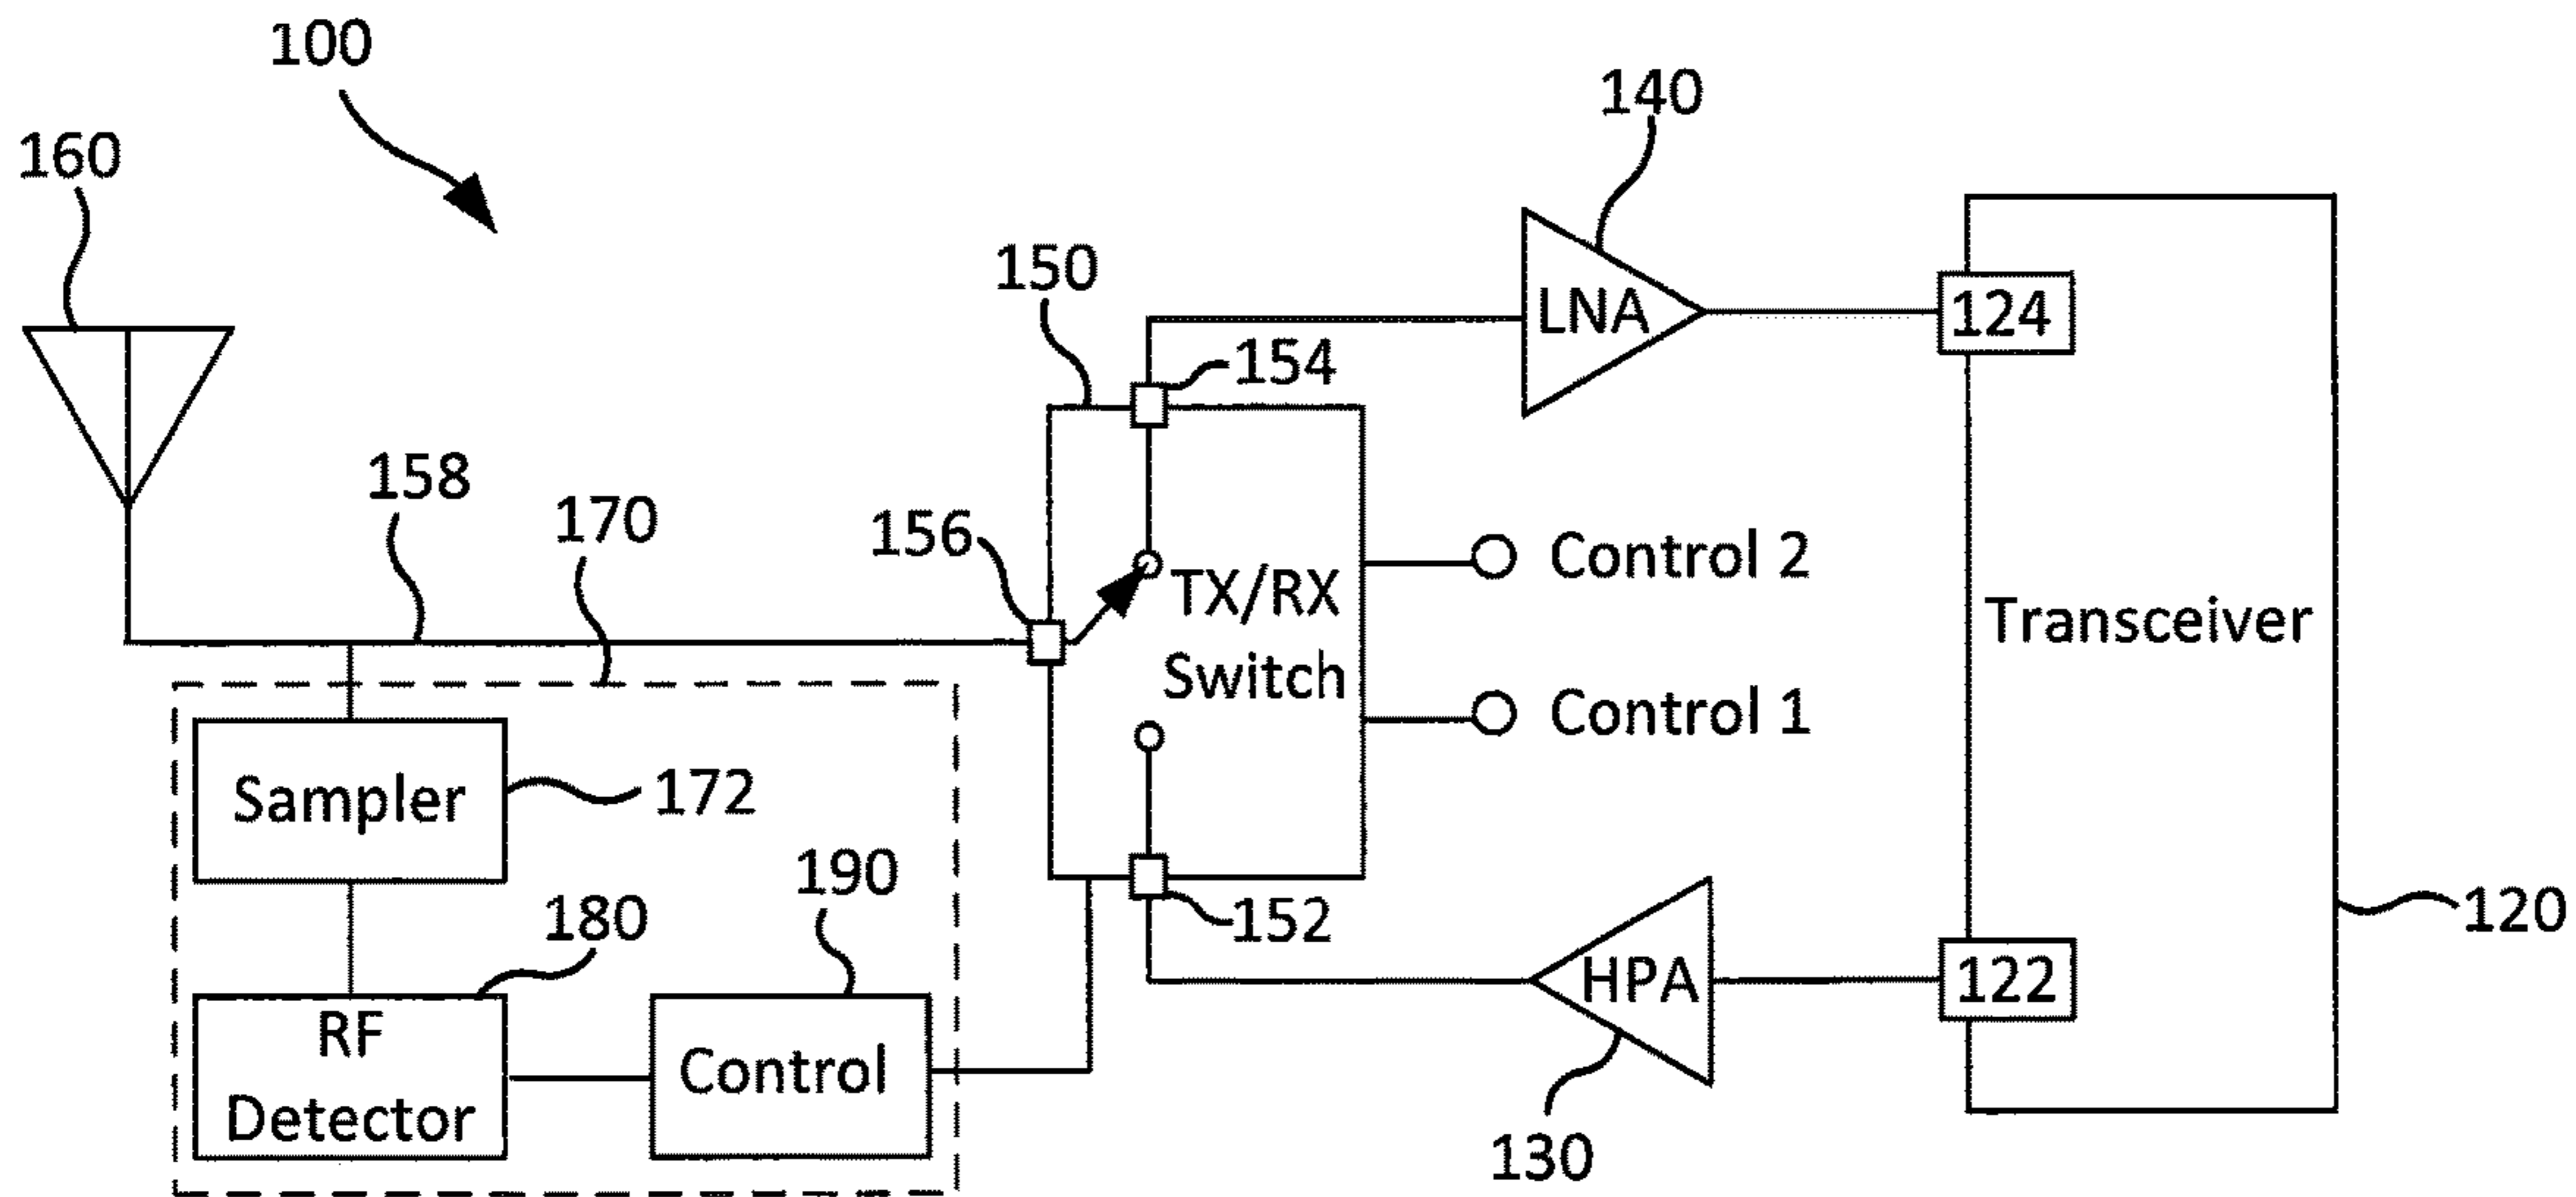 100
140
160
LNA
124
150
154
158
170
156
Control 2
TX/RX
Switch
Transceiver
Control 1
Sampler
172
190
180
152
120
HPA
122
RF
Detector
Control
130